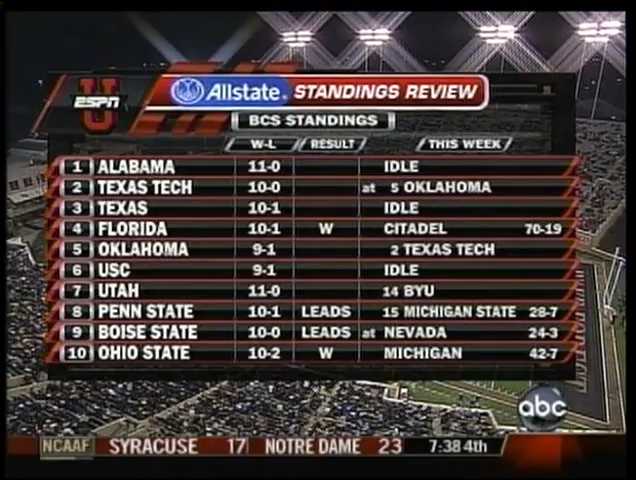 ESPN U
Allstate. STANDINGS REVIEW
BCS STANDINGS
W-L RESULT THIS WEEK
1 ALABAMA 11-0 IDLE
2 TEXAS TECH 10-0 at 5 OKLAHOMA
3 TEXAS 10-1 IDLE
4 FLORIDA 10-1 W CITADEL 70-19
5 OKLAHOMA 9-1 2 TEXAS TECH
6 USC 9-1 IDLE
7 UTAH 11-0 14 BYU
8 PENN STATE 10-1 LEADS 15 MICHIGAN STATE 28-7
9 BOISE STATE 10-0 LEADS at NEVADA 24-3
10 OHIO STATE 10-2 W MICHIGAN 42-7
abc
NCAAF SYRACUSE 17 NOTRE DAME 23 7:38 4th